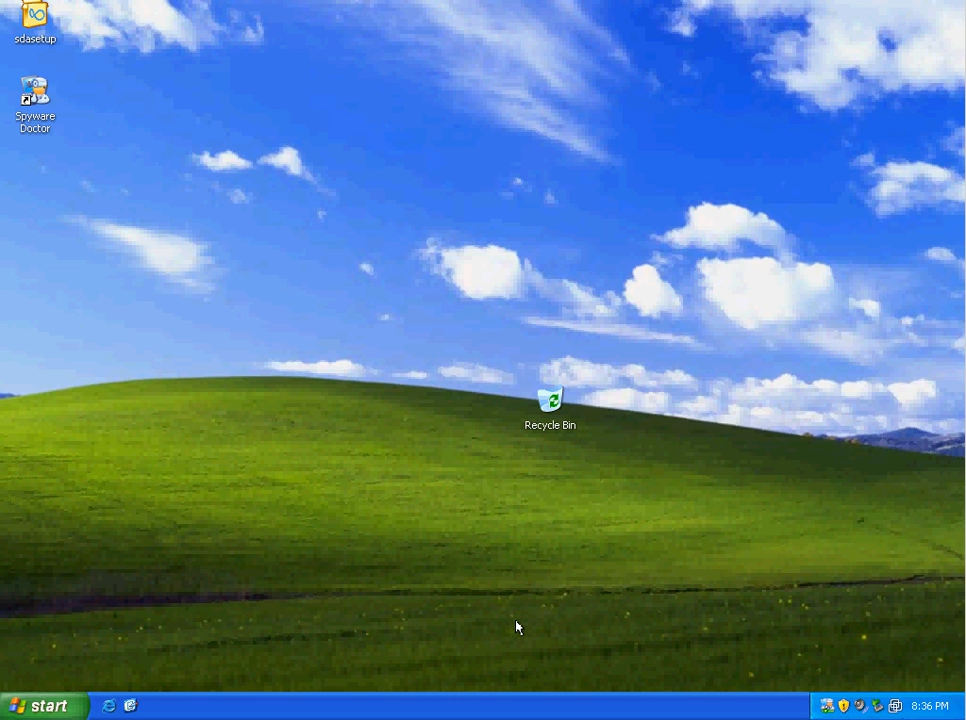 sdasetup
Spyware
Doctor
Recycle Bin
start
8:36 PM